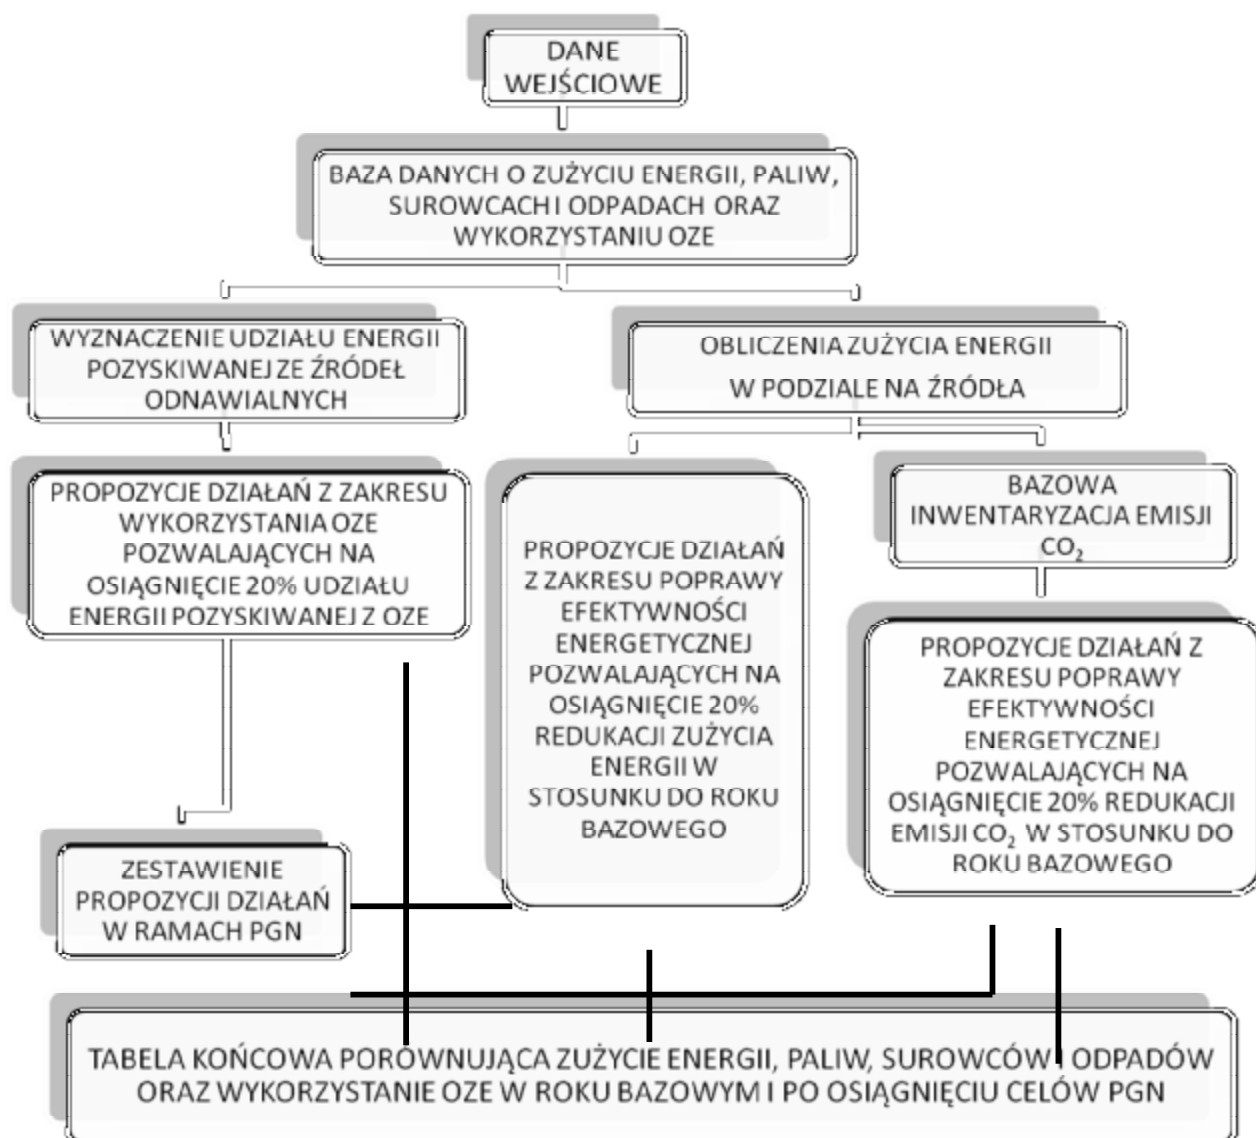 DANE
WEJŚCIOWE
BAZA DANYCH O ZUŻYCIU ENERGII, PALIW,
SUROWCACH I ODPADACH ORAZ
WYKORZYSTANIU OZE
WYZNACZENIE UDZIAŁU ENERGII
POZYSKIWANEJ ZE ŹRÓDEŁ
ODNAWIALNYCH
OBLICZENIA ZUŻYCIA ENERGII
W PODZIALE NA ŹRÓDŁA
PROPOZYCJE DZIAŁAŃ Z ZAKRESU
WYKORZYSTANIA OZE
POZWALAJĄCYCH NA
OSIĄGNIĘCIE 20% UDZIAŁU
ENERGII POZYSKIWANEJ Z OZE
PROPOZYCJE DZIAŁAŃ
Z ZAKRESU POPRAWY
EFEKTYWNOŚCI
ENERGETYCZNEJ
POZWALAJĄCYCH NA
OSIĄGNIĘCIE 20%
REDUKACJI ZUŻYCIA
ENERGII W
STOSUNKU DO ROKU
BAZOWEGO
BAZOWA
INWENTARYZACJA EMISJI
CO₂
PROPOZYCJE DZIAŁAŃ Z
ZAKRESU POPRAWY
EFEKTYWNOŚCI
ENERGETYCZNEJ
POZWALAJĄCYCH NA
OSIĄGNIĘCIE 20% REDUKACJI
EMISJI CO₂ W STOSUNKU DO
ROKU BAZOWEGO
ZESTAWIENIE
PROPOZYCJI DZIAŁAŃ
W RAMACH PGN
TABELA KOŃCOWA PORÓWNUJĄCA ZUŻYCIE ENERGII, PALIW, SUROWCÓW I ODPADÓW
ORAZ WYKORZYSTANIE OZE W ROKU BAZOWYM I PO OSIĄGNIĘCIU CELÓW PGN